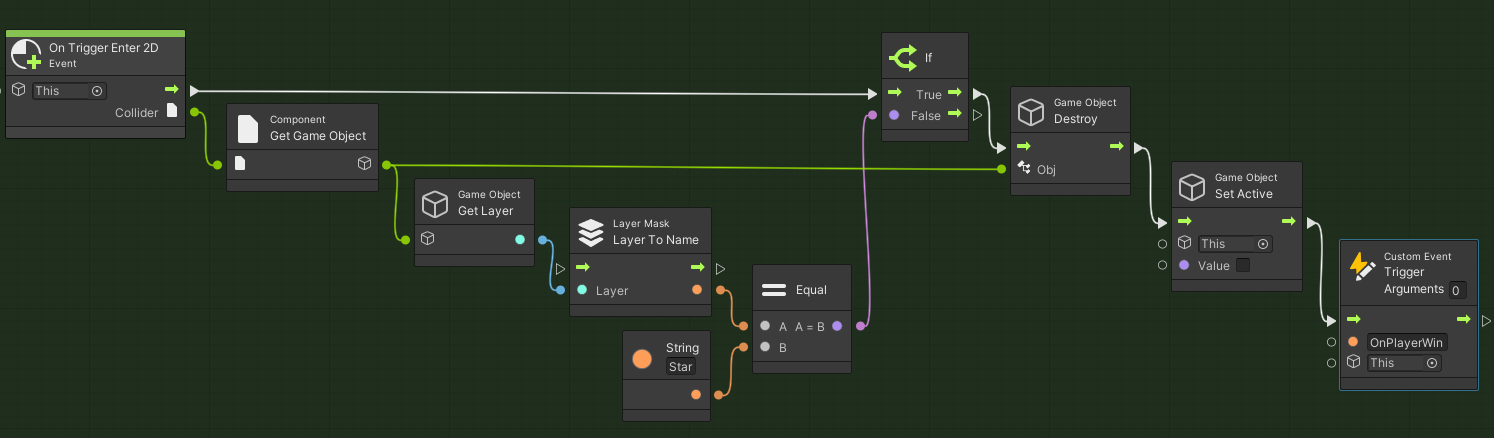 On Trigger Enter 2D
Event
This
Collider
Component
Get Game Object
Game Object
Get Layer
Layer Mask
Layer To Name
Layer
String
Star
Equal
A A = B
B
If
True
False
Game Object
Destroy
Obj
Game Object
Set Active
This
Value
Custom Event
Trigger
Arguments 0
OnPlayerWin
This